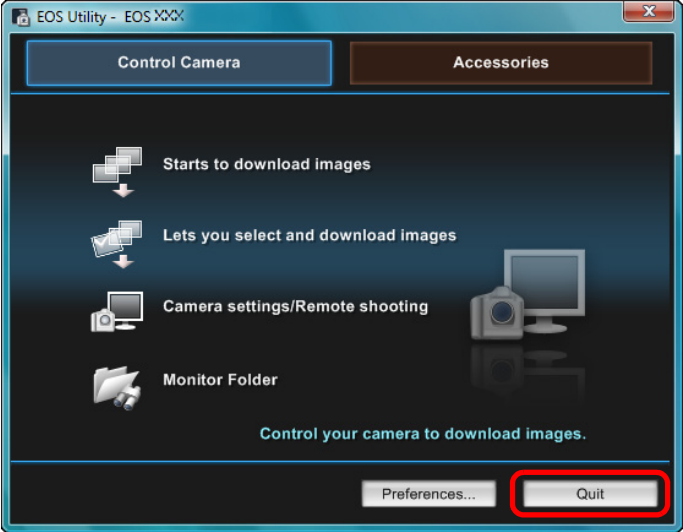 EOS Utility - EOS XXX
Control Camera
Accessories
Starts to download images
Lets you select and download images
Camera settings/Remote shooting
Monitor Folder
Control your camera to download images.
Preferences...
Quit